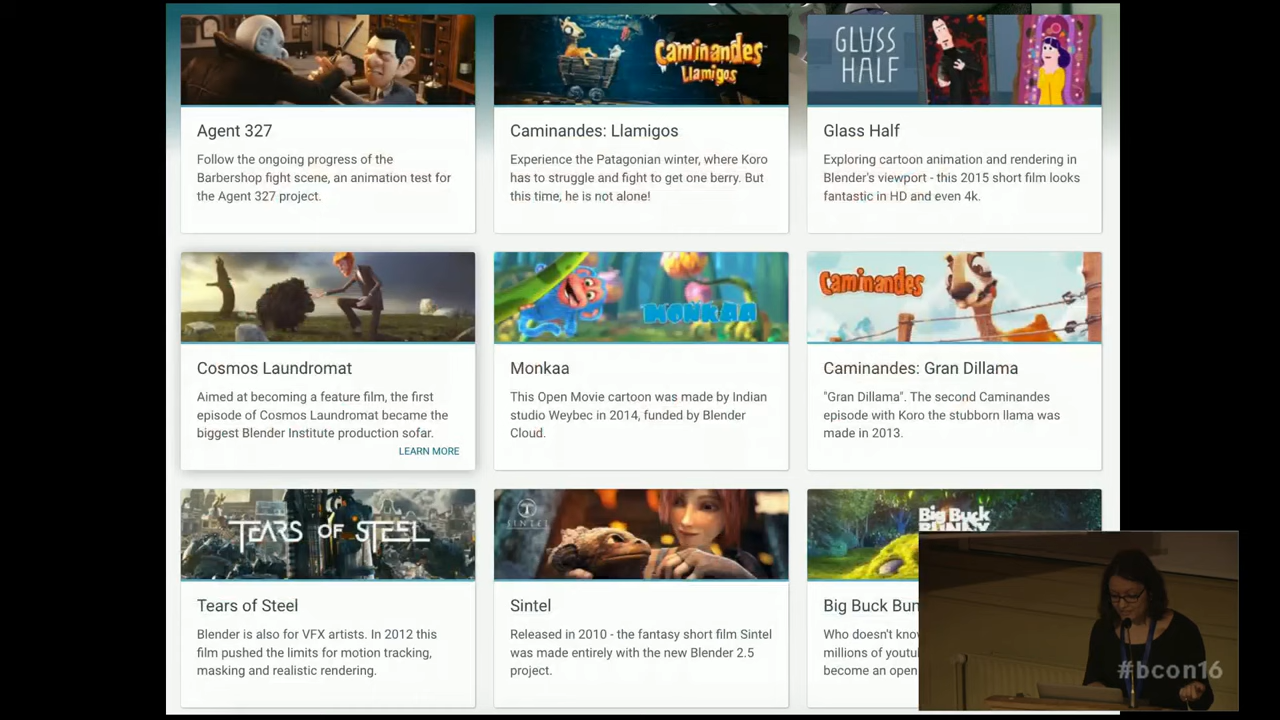 Caminandes
Llamigos
GLASS
HALF
Agent 327
Follow the ongoing progress of the
Barbershop fight scene, an animation test for
the Agent 327 project.
Caminandes: Llamigos
Experience the Patagonian winter, where Koro
has to struggle and fight to get one berry. But
this time, he is not alone!
Glass Half
Exploring cartoon animation and rendering in
Blender's viewport - this 2015 short film looks
fantastic in HD and even 4k.
MONKAA
Caminandes
Cosmos Laundromat
Aimed at becoming a feature film, the first
episode of Cosmos Laundromat became the
biggest Blender Institute production sofar.
LEARN MORE
Monkaa
This Open Movie cartoon was made by Indian
studio Weybec in 2014, funded by Blender
Cloud.
Caminandes: Gran Dillama
"Gran Dillama". The second Caminandes
episode with Koro the stubborn llama was
made in 2013.
TEARS OF STEEL
SINTEL
Big Buck
BUNNY
Tears of Steel
Blender is also for VFX artists. In 2012 this
film pushed the limits for motion tracking,
masking and realistic rendering.
Sintel
Released in 2010 - the fantasy short film Sintel
was made entirely with the new Blender 2.5
project.
Big Buck Bun
Who doesn't kno
millions of youtu
become an open
#bcon16